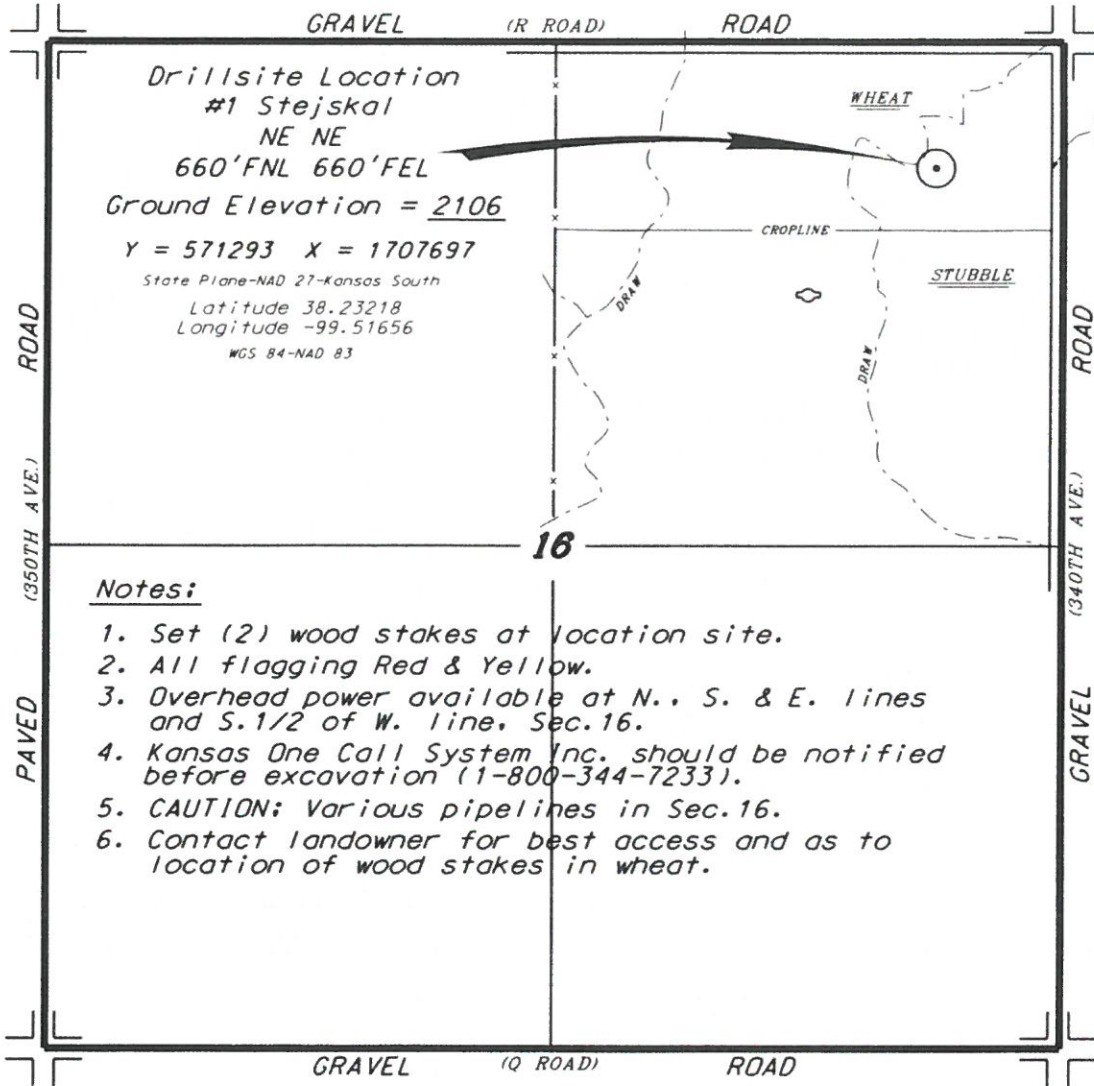 GRAVEL (R ROAD) ROAD
Drillsite Location
#1 Stejskal
NE NE
660'FNL 660'FEL
Ground Elevation = 2106
Y = 571293 X = 1707697
State Plane-NAD 27-Kansas South
Latitude 38.23218
Longitude -99.51656
WGS 84-NAD 83
WHEAT
CROPLINE
STUBBLE
DRAW
DRAW
PAVED (350TH AVE.) ROAD
GRAVEL (340TH AVE.) ROAD
16
Notes:
1. Set (2) wood stakes at location site.
2. All flagging Red & Yellow.
3. Overhead power available at N., S. & E. lines
and S.1/2 of W. line, Sec.16.
4. Kansas One Call System Inc. should be notified
before excavation (1-800-344-7233).
5. CAUTION: Various pipelines in Sec.16.
6. Contact landowner for best access and as to
location of wood stakes in wheat.
GRAVEL (Q ROAD) ROAD